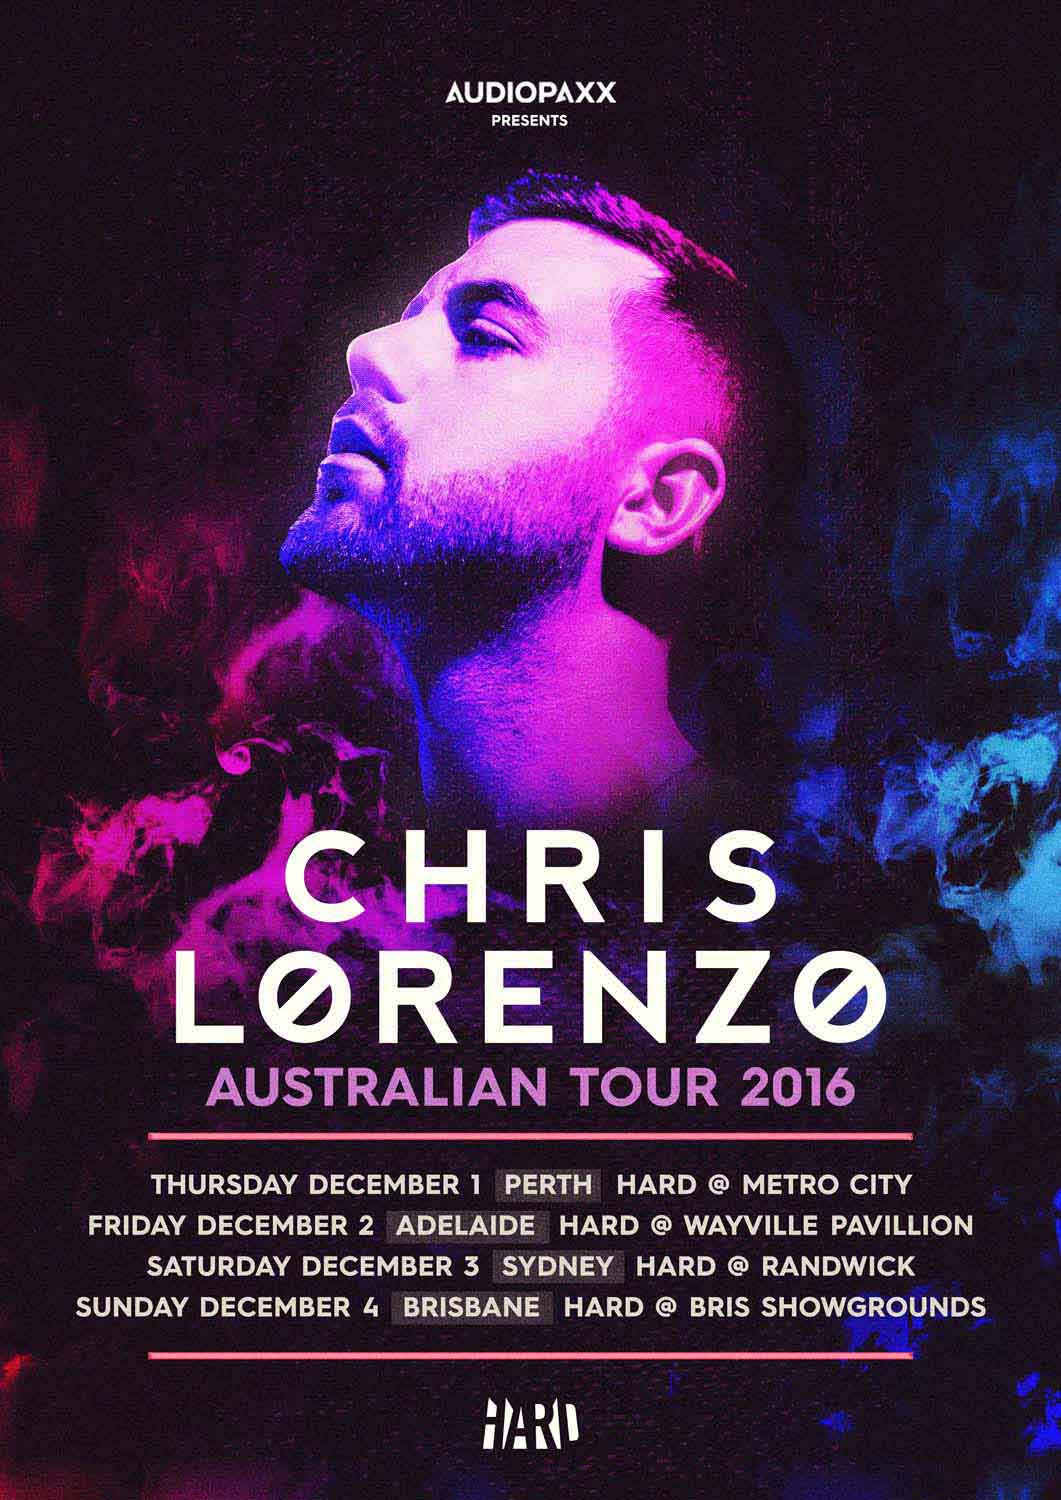 AUDIOPAXX
PRESENTS
CHRIS
LØRENZØ
AUSTRALIAN TOUR 2016
THURSDAY DECEMBER 1 PERTH HARD @ METRO CITY
FRIDAY DECEMBER 2 ADELAIDE HARD @ WAYVILLE PAVILLION
SATURDAY DECEMBER 3 SYDNEY HARD @ RANDWICK
SUNDAY DECEMBER 4 BRISBANE HARD @ BRIS SHOWGROUNDS
HARD